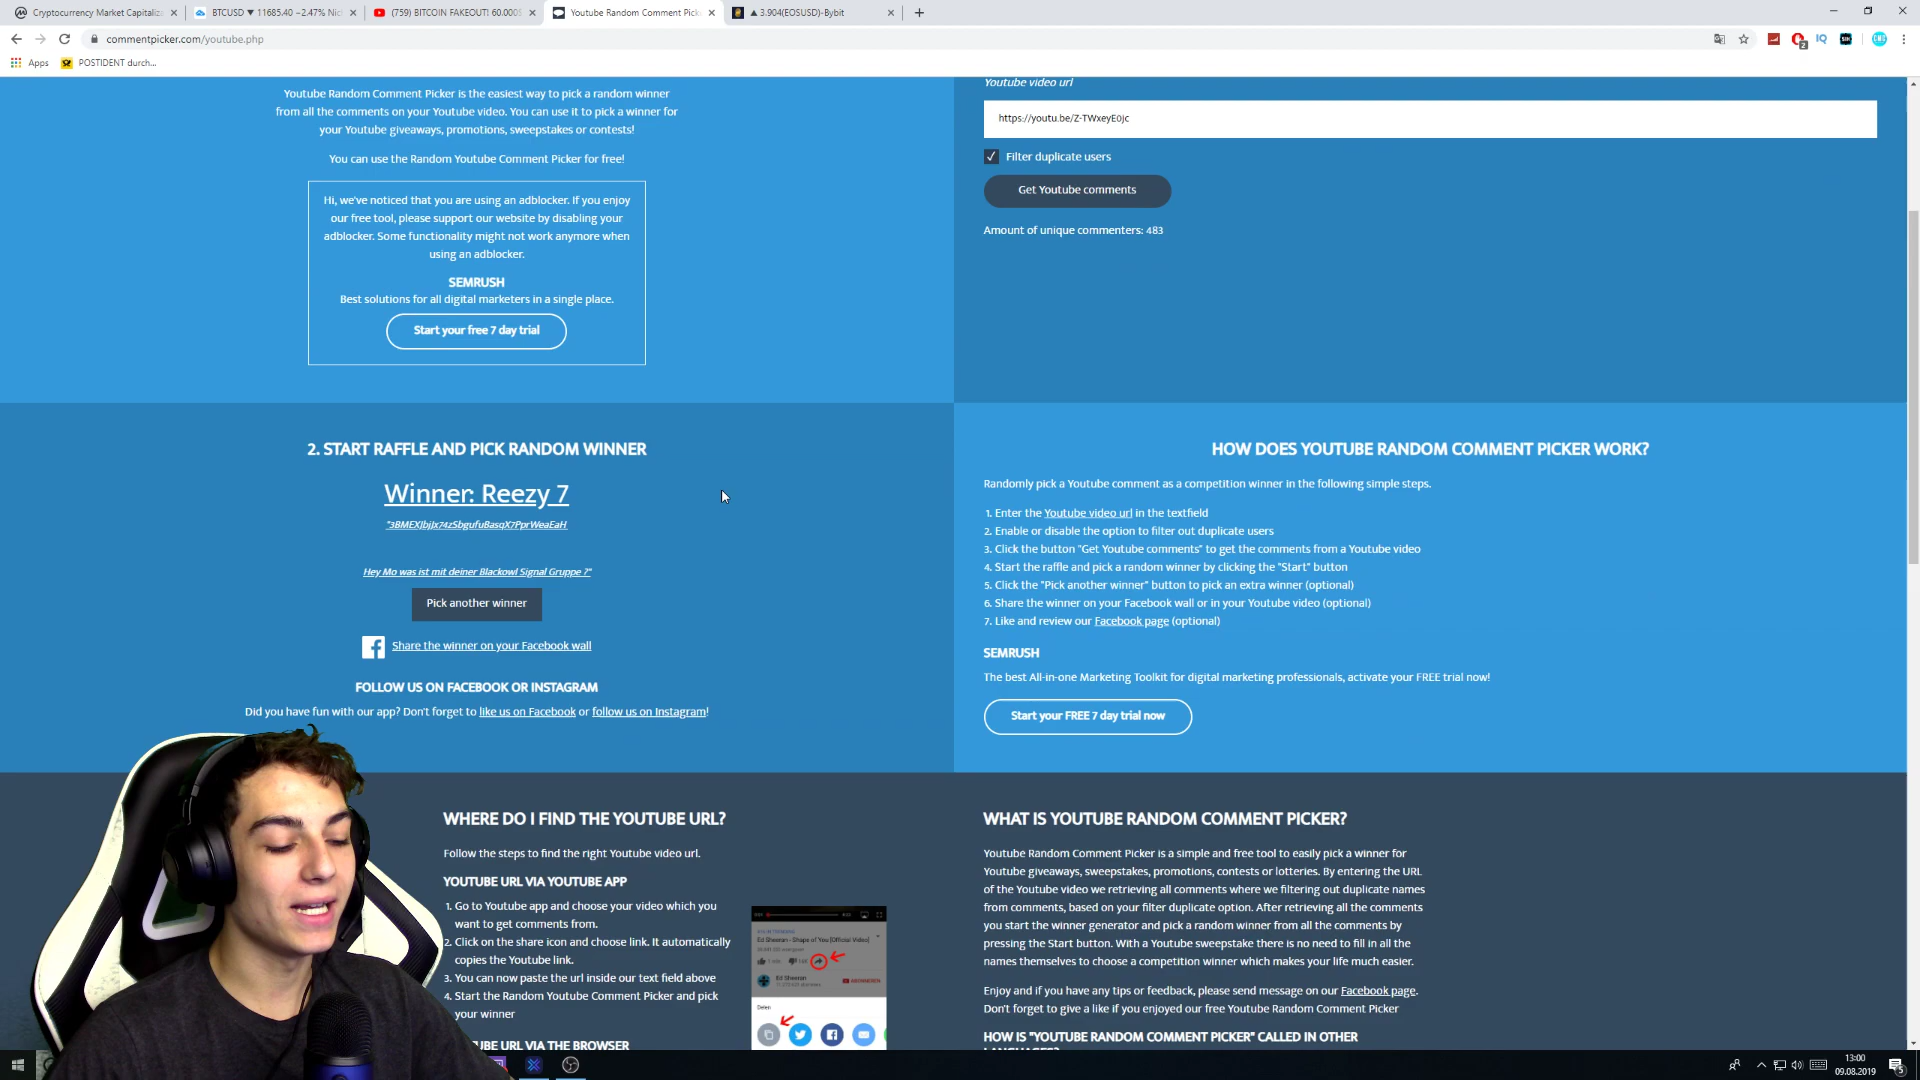 Cryptocurrency Market Capitaliza
BTCUSD ▼ 11685.40 −2.47% Nic
(759) BITCOIN FAKEOUT! 60.000$
Youtube Random Comment Pick
▲ 3.904(EOSUSD)-Bybit
commentpicker.com/youtube.php
Apps
POSTIDENT durch...
Youtube Random Comment Picker is the easiest way to pick a random winner
from all the comments on your Youtube video. You can use it to pick a winner for
your Youtube giveaways, promotions, sweepstakes or contests!
You can use the Random Youtube Comment Picker for free!
Hi, we've noticed that you are using an adblocker. If you enjoy
our free tool, please support our website by disabling your
adblocker. Some functionality might not work anymore when
using an adblocker.
SEMRUSH
Best solutions for all digital marketers in a single place.
Start your free 7 day trial
Youtube video url
https://youtu.be/Z-TWxeyE0jc
Filter duplicate users
Get Youtube comments
Amount of unique commenters: 483
2. START RAFFLE AND PICK RANDOM WINNER
Winner: Reezy 7
"3BMEXJbjJx74zSbgufuBasqX7PprWeaEaH
Hey Mo was ist mit deiner Blackowl Signal Gruppe ?"
Pick another winner
Share the winner on your Facebook wall
FOLLOW US ON FACEBOOK OR INSTAGRAM
Did you have fun with our app? Don't forget to like us on Facebook or follow us on Instagram!
HOW DOES YOUTUBE RANDOM COMMENT PICKER WORK?
Randomly pick a Youtube comment as a competition winner in the following simple steps.
1. Enter the Youtube video url in the textfield
2. Enable or disable the option to filter out duplicate users
3. Click the button "Get Youtube comments" to get the comments from a Youtube video
4. Start the raffle and pick a random winner by clicking the "Start" button
5. Click the "Pick another winner" button to pick an extra winner (optional)
6. Share the winner on your Facebook wall or in your Youtube video (optional)
7. Like and review our Facebook page (optional)
SEMRUSH
The best All-in-one Marketing Toolkit for digital marketing professionals, activate your FREE trial now!
Start your FREE 7 day trial now
WHERE DO I FIND THE YOUTUBE URL?
Follow the steps to find the right Youtube video url.
YOUTUBE URL VIA YOUTUBE APP
1. Go to Youtube app and choose your video which you
want to get comments from.
2. Click on the share icon and choose link. It automatically
copies the Youtube link.
3. You can now paste the url inside our text field above
4. Start the Random Youtube Comment Picker and pick
your winner
UBE URL VIA THE BROWSER
Ed Sheeran - Shape of You [Official Video]
Ed Sheeran
Delen
WHAT IS YOUTUBE RANDOM COMMENT PICKER?
Youtube Random Comment Picker is a simple and free tool to easily pick a winner for
Youtube giveaways, sweepstakes, promotions, contests or lotteries. By entering the URL
of the Youtube video we retrieving all comments where we filtering out duplicate names
from comments, based on your filter duplicate option. After retrieving all the comments
you start the winner generator and pick a random winner from all the comments by
pressing the Start button. With a Youtube sweepstake there is no need to fill in all the
names themselves to choose a competition winner which makes your life much easier.
Enjoy and if you have any tips or feedback, please send message on our Facebook page.
Don't forget to give a like if you enjoyed our free Youtube Random Comment Picker
HOW IS "YOUTUBE RANDOM COMMENT PICKER" CALLED IN OTHER
13:00
09.08.2019